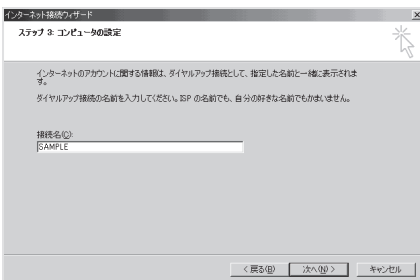 インターネット接続ウィザード
ステップ 3: コンピュータの設定
インターネットのアカウントに関する情報は、ダイヤルアップ接続として、指定した名前と一緒に表示されま
す。
ダイヤルアップ接続の名前を入力してください。ISP の名前でも、自分の好きな名前でもかまいません。
接続名(C):
SAMPLE
< 戻る(B)
次へ(N) >
キャンセル